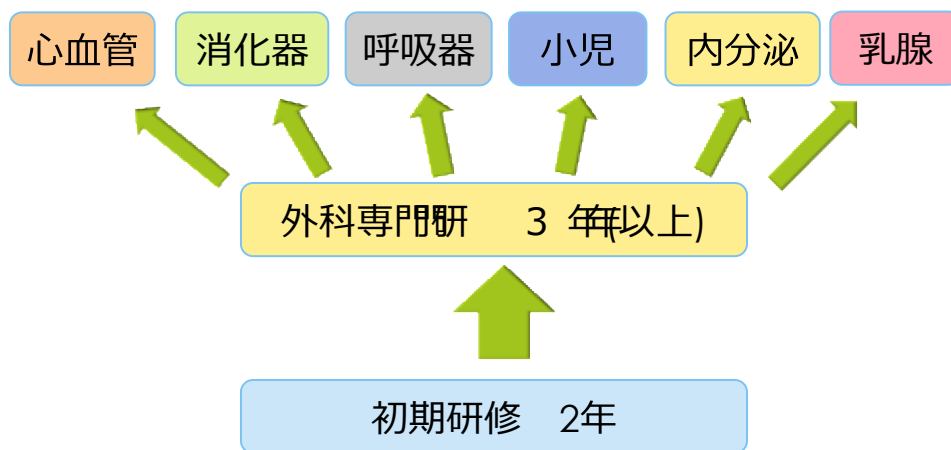 心血管 消化器 呼吸器 小児 内分泌 乳腺
外科専門研 3 年(以上)
初期研修 2年